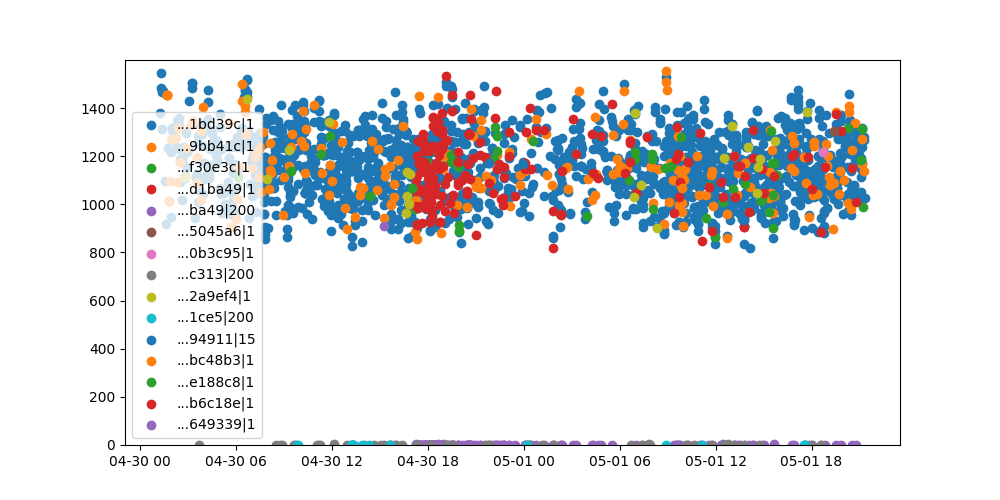 1400
1200
1000
800
600
400
200
0
...1bd39c|1
...9bb41c|1
...f30e3c|1
...d1ba49|1
...ba49|200
...5045a6|1
...0b3c95|1
...c313|200
...2a9ef4|1
...1ce5|200
...94911|15
...bc48b3|1
...e188c8|1
...b6c18e|1
...649339|1
04-30 00 04-30 06 04-30 12 04-30 18 05-01 00 05-01 06 05-01 12 05-01 18